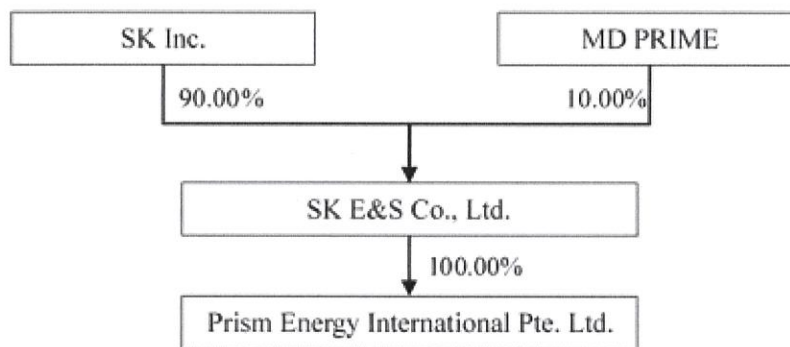 SK Inc.
MD PRIME
90.00%
10.00%
SK E&S Co., Ltd.
100.00%
Prism Energy International Pte. Ltd.